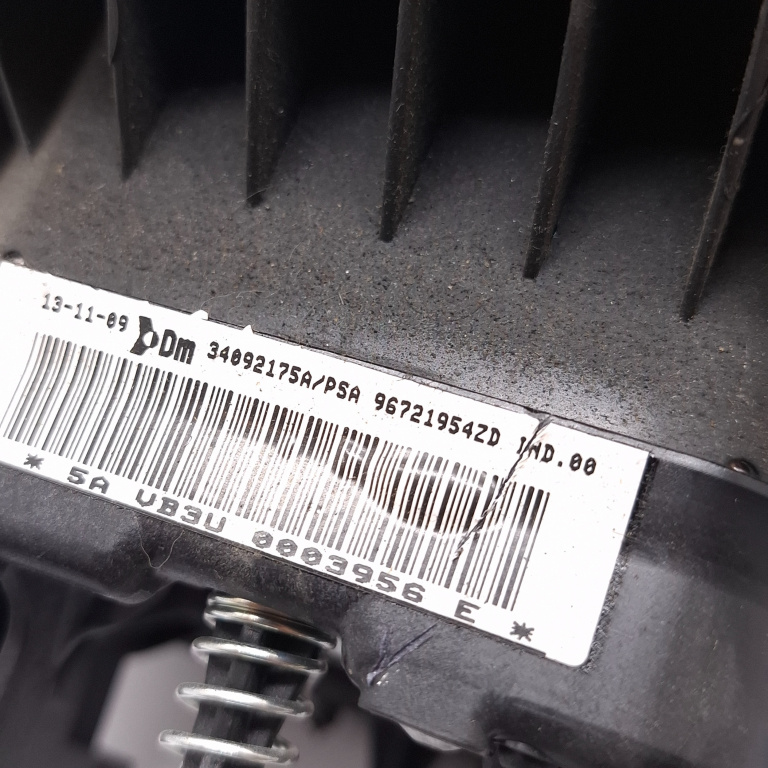 13-11-09 Dm 34092175A/PSA 96721954ZD IND.00
* 5A VB3U 0003956 E *